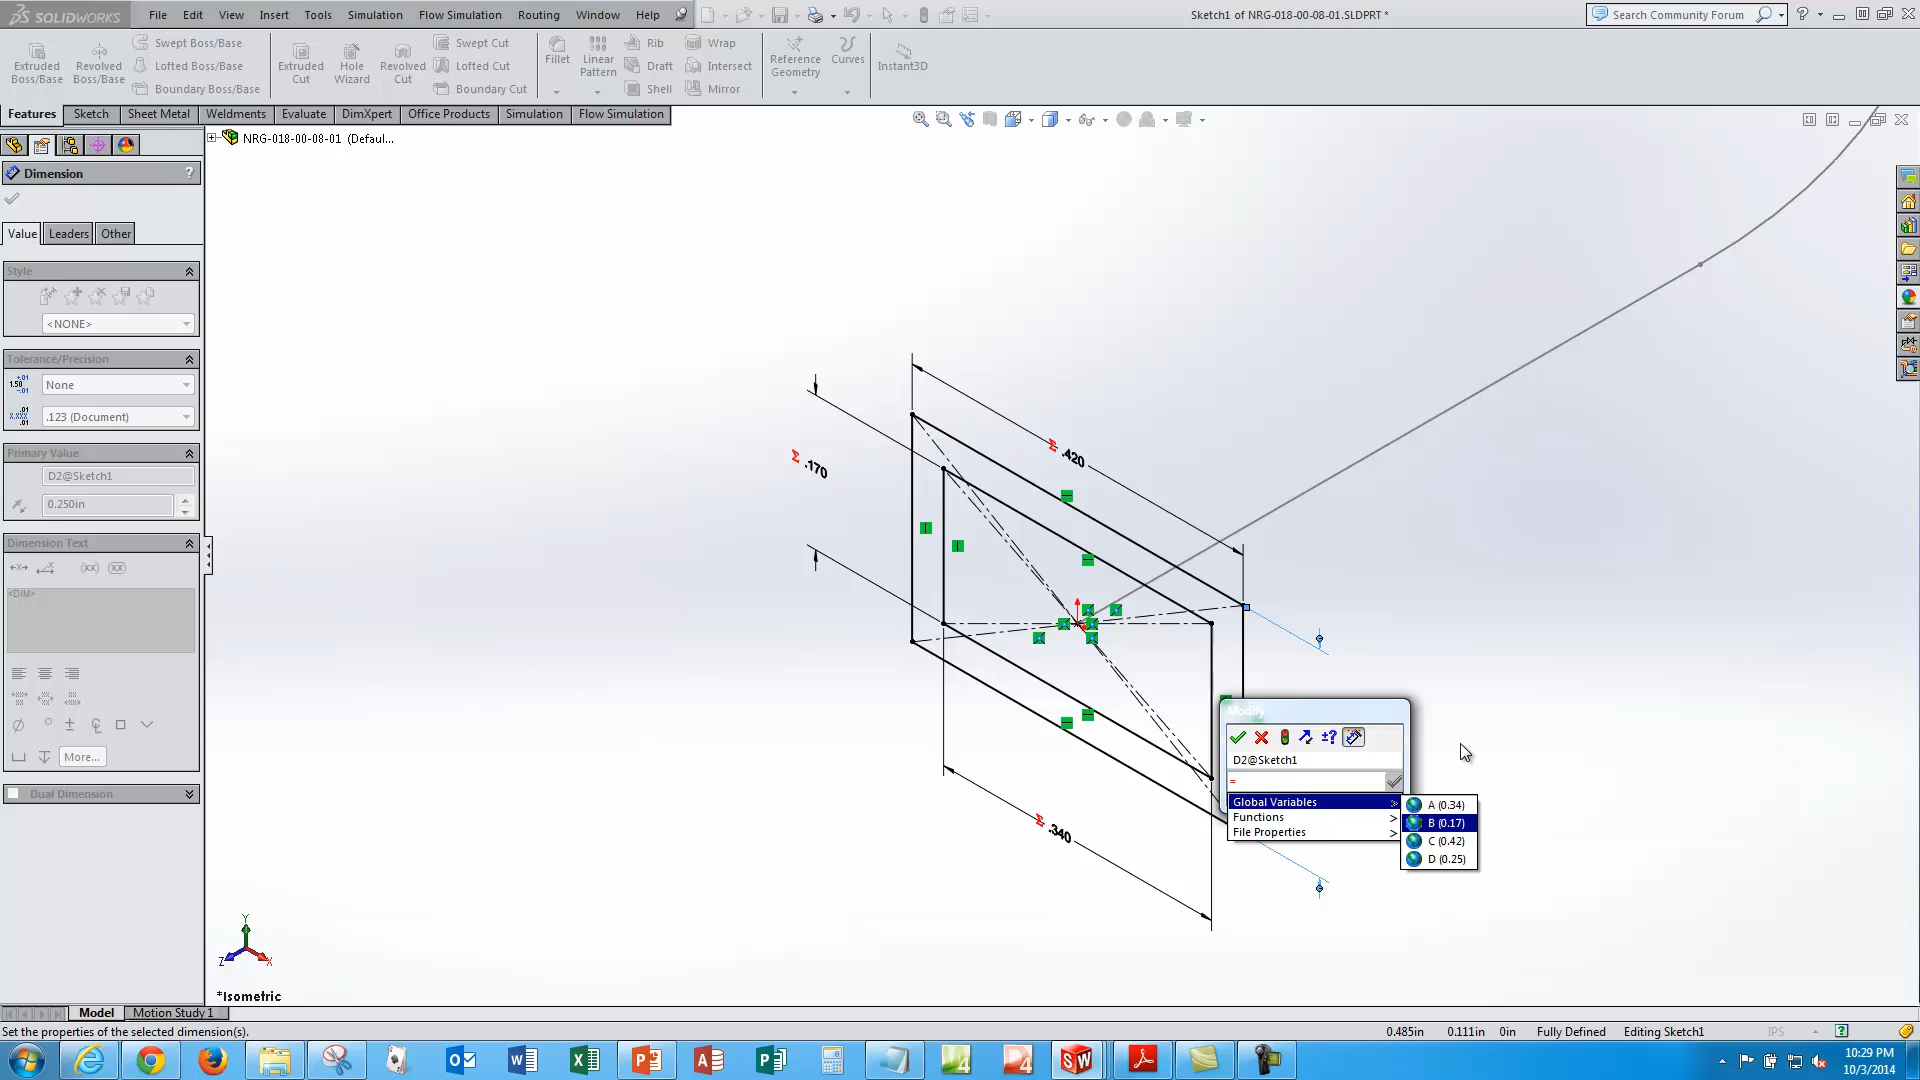 SOLIDWORKS
File Edit View Insert Tools Simulation Flow Simulation Routing Window Help
Sketch1 of NRG-018-00-08-01.SLDPRT *
Search Community Forum
Extruded Boss/Base
Revolved Boss/Base
Swept Boss/Base
Lofted Boss/Base
Boundary Boss/Base
Extruded Cut
Hole Wizard
Revolved Cut
Swept Cut
Lofted Cut
Boundary Cut
Fillet
Linear Pattern
Rib
Draft
Shell
Wrap
Intersect
Mirror
Reference Geometry
Curves
Instant3D
Features Sketch Sheet Metal Weldments Evaluate DimXpert Office Products Simulation Flow Simulation
NRG-018-00-08-01 (Defaul...
Dimension ?
Value Leaders Other
Style
<NONE>
Tolerance/Precision
None
.123 (Document)
Primary Value
D2@Sketch1
0.250in
Dimension Text
<DIM>
More...
Dual Dimension
Σ .420
Σ .170
Σ .340
Modify
D2@Sketch1
=
Global Variables >
Functions >
File Properties >
A (0.34)
B (0.17)
C (0.42)
D (0.25)
Y
Z
X
*Isometric
Model Motion Study 1
Set the properties of the selected dimension(s).
0.485in 0.111in 0in Fully Defined Editing Sketch1 IPS
10:29 PM
10/3/2014